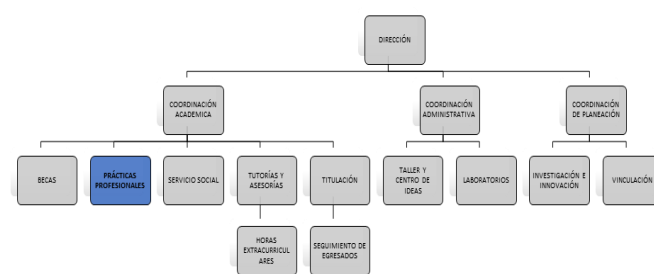 DIRECCIÓN
COORDINACIÓN
ACADEMICA
COORDINACIÓN
ADMINISTRATIVA
COORDINACIÓN
DE PLANEACIÓN
BECAS
PRÁCTICAS
PROFESIONALES
SERVICIO SOCIAL
TUTORÍAS Y
ASESORÍAS
TITULACIÓN
TALLER Y
CENTRO DE
IDEAS
LABORATORIOS
INVESTIGACIÓN E
INNOVACIÓN
VINCULACIÓN
HORAS
EXTRACURRICUL
ARES
SEGUIMIENTO DE
EGRESADOS